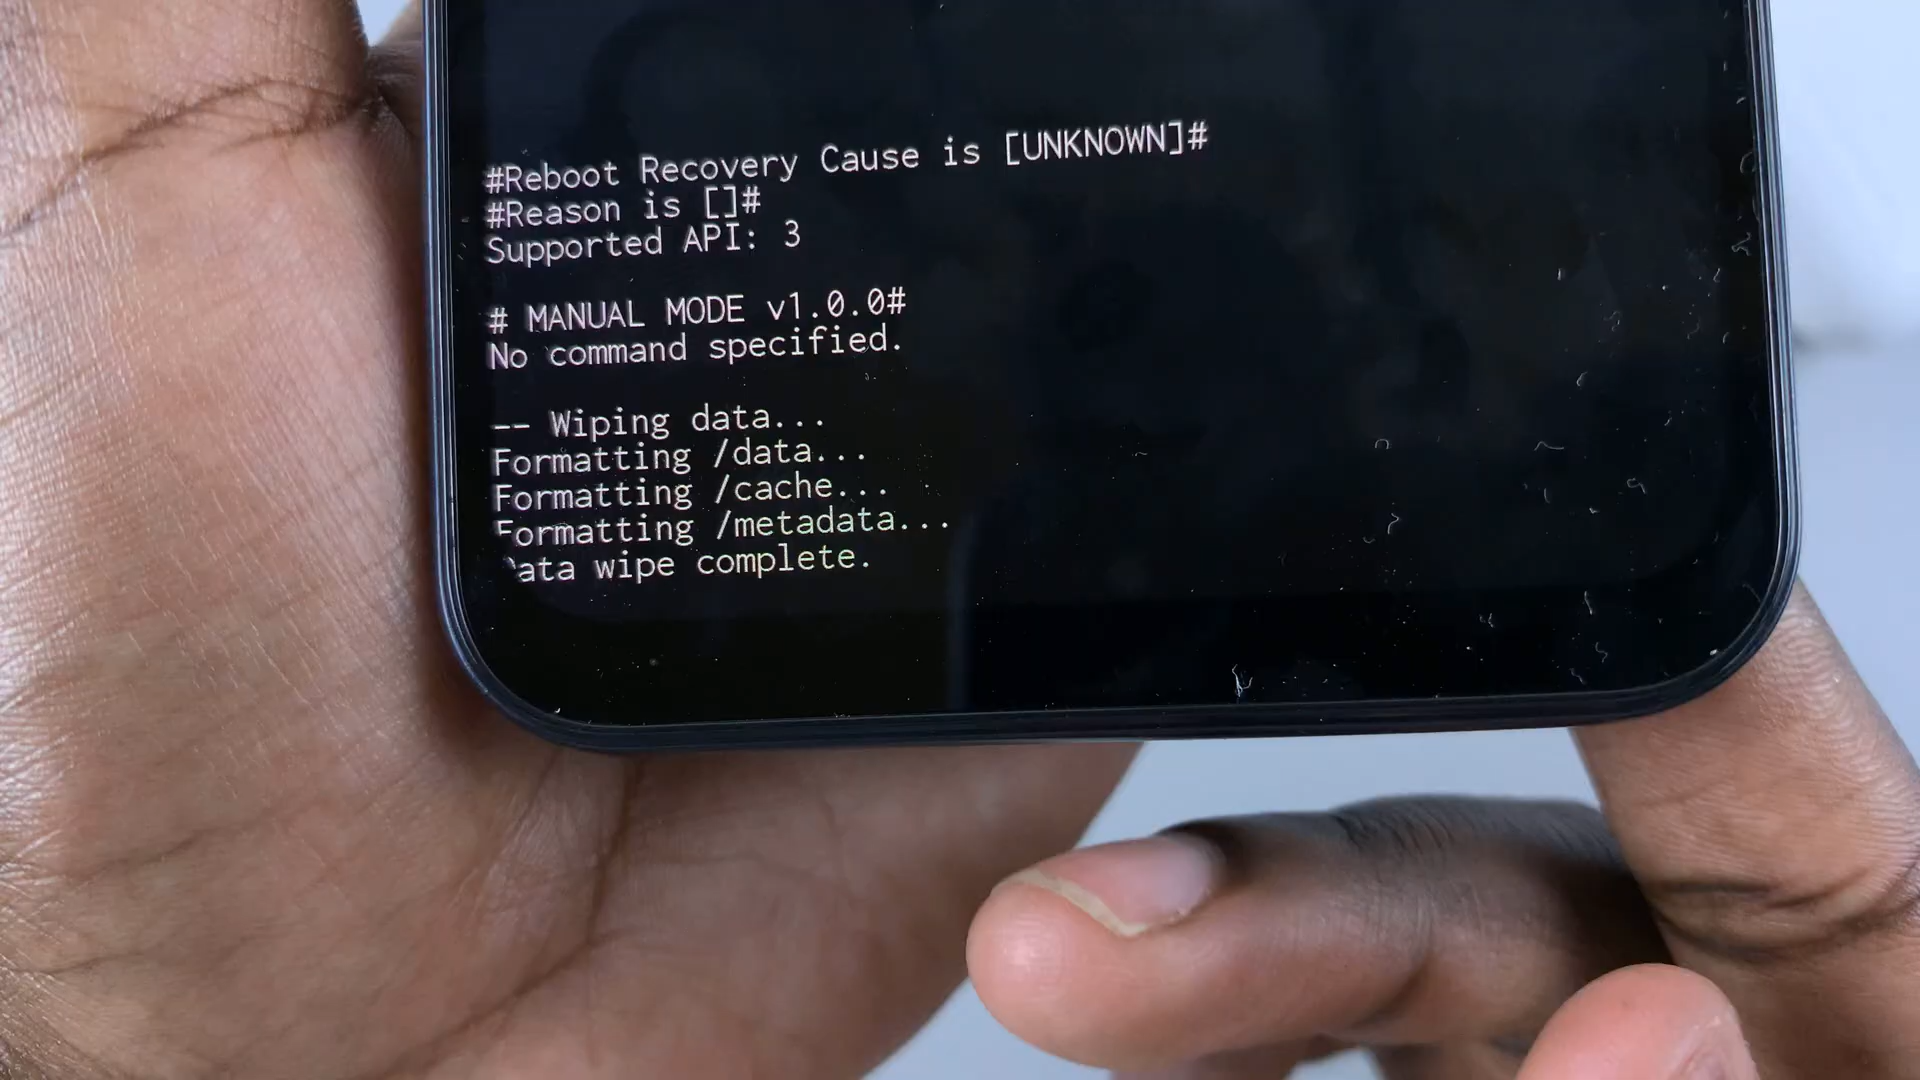 #Reboot Recovery Cause is [UNKNOWN]#
#Reason is []#
Supported API: 3
# MANUAL MODE v1.0.0#
No command specified.
-- Wiping data...
Formatting /data...
Formatting /cache...
Formatting /metadata...
Data wipe complete.